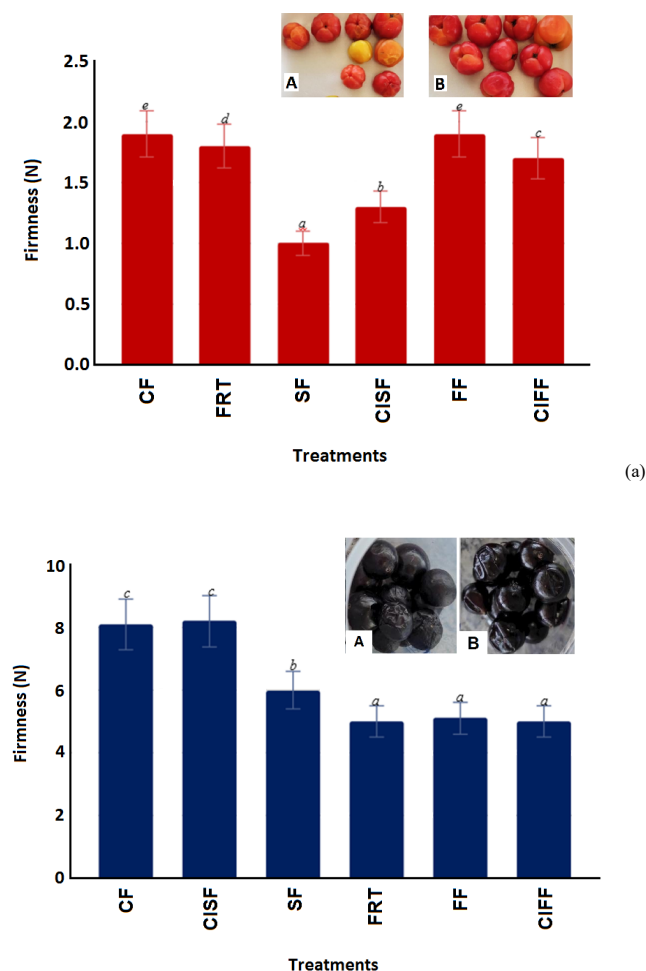 A
B
2.5
2.0
1.5
1.0
0.5
0.0
Firmness (N)
e
d
a
b
e
c
CF
FRT
SF
CISF
FF
CIFF
Treatments
(a)
10
8
6
4
2
0
Firmness (N)
A
B
c
c
b
a
a
a
CF
CISF
SF
FRT
FF
CIFF
Treatments